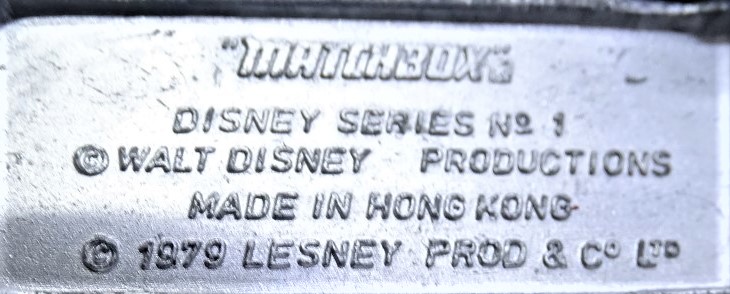 "MATCHBOX"
DISNEY SERIES Nº 1
© WALT DISNEY PRODUCTIONS
MADE IN HONG KONG
© 1979 LESNEY PROD & Cº LTD